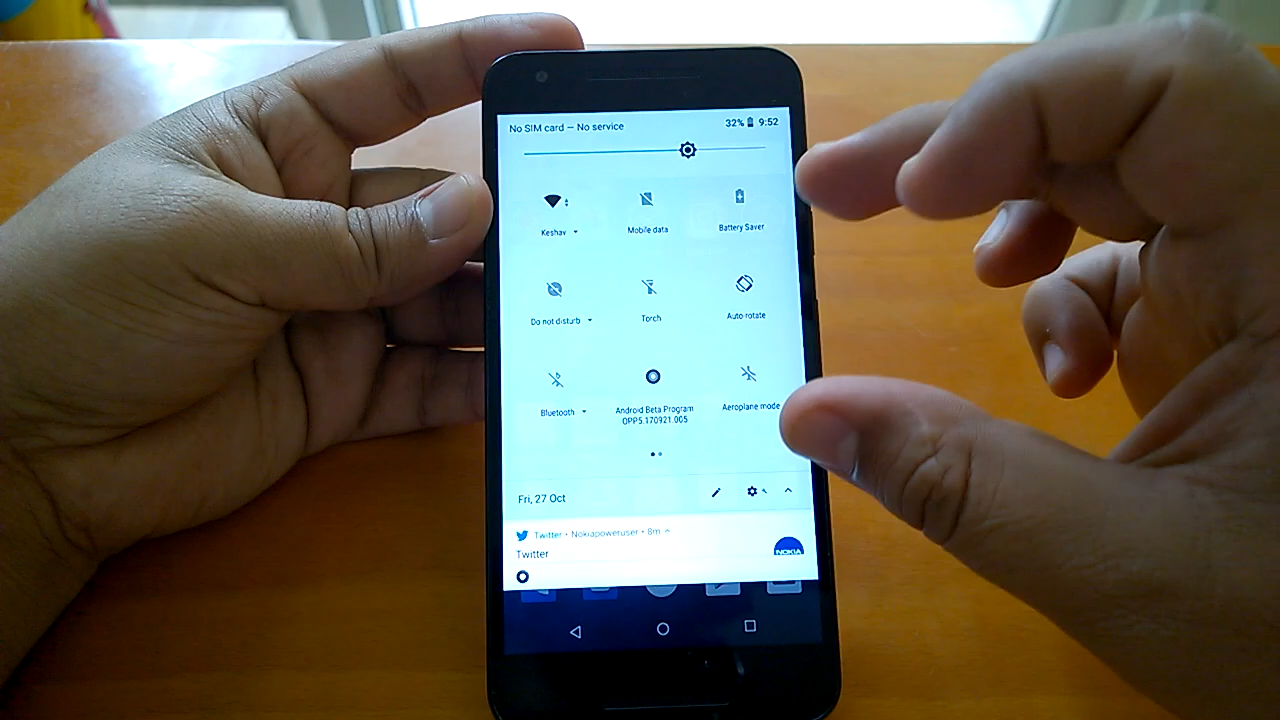 No SIM card — No service 32% 9:52
Keshav Mobile data Battery Saver
Do not disturb Torch Auto-rotate
Bluetooth Android Beta Program Aeroplane mode
OPP5.170921.005
Fri, 27 Oct
Twitter • Nokiapoweruser • 8m
Twitter
NOKIA